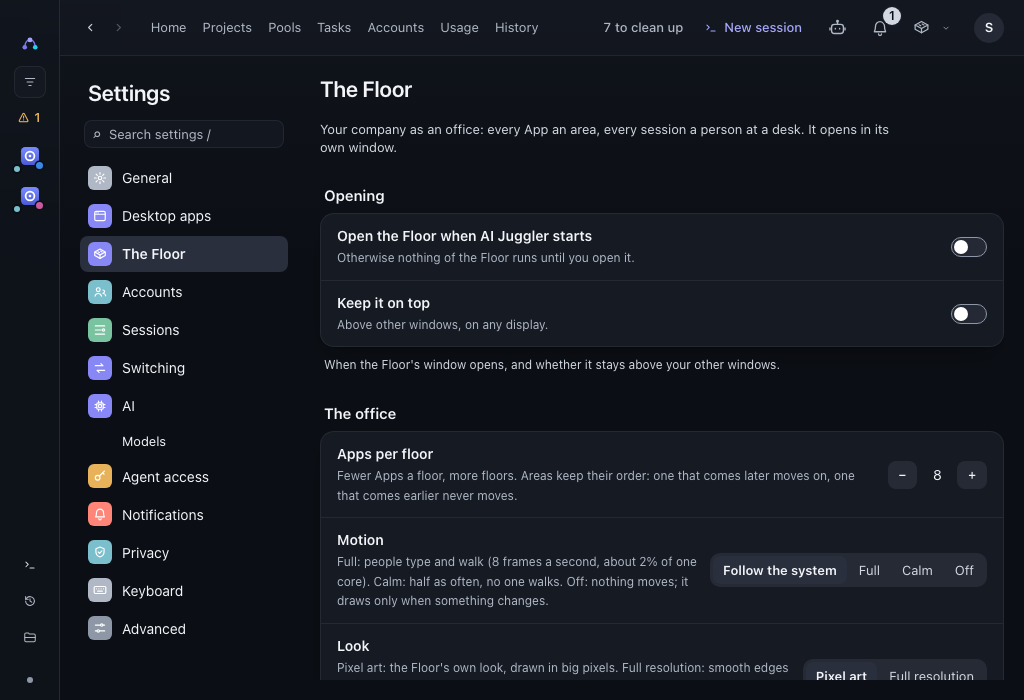 Home Projects Pools Tasks Accounts Usage History 7 to clean up New session 1 S
1
Settings
Search settings /
General
Desktop apps
The Floor
Accounts
Sessions
Switching
AI
Models
Agent access
Notifications
Privacy
Keyboard
Advanced
The Floor
Your company as an office: every App an area, every session a person at a desk. It opens in its
own window.
Opening
Open the Floor when AI Juggler starts
Otherwise nothing of the Floor runs until you open it.
Keep it on top
Above other windows, on any display.
When the Floor's window opens, and whether it stays above your other windows.
The office
Apps per floor
Fewer Apps a floor, more floors. Areas keep their order: one that comes later moves on, one
that comes earlier never moves.
− 8 +
Motion
Full: people type and walk (8 frames a second, about 2% of one
core). Calm: half as often, no one walks. Off: nothing moves; it
draws only when something changes.
Follow the system Full Calm Off
Look
Pixel art: the Floor's own look, drawn in big pixels. Full resolution: smooth edges
Pixel art Full resolution